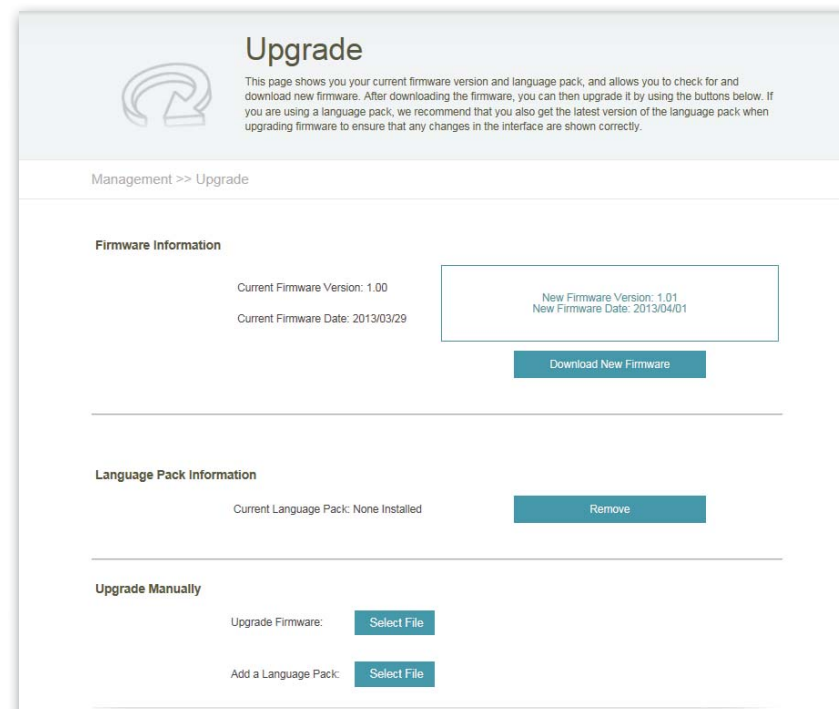 Upgrade
This page shows you your current firmware version and language pack, and allows you to check for and
download new firmware. After downloading the firmware, you can then upgrade it by using the buttons below. If
you are using a language pack, we recommend that you also get the latest version of the language pack when
upgrading firmware to ensure that any changes in the interface are shown correctly.
Management >> Upgrade
Firmware Information
Current Firmware Version: 1.00
Current Firmware Date: 2013/03/29
New Firmware Version: 1.01
New Firmware Date: 2013/04/01
Download New Firmware
Language Pack Information
Current Language Pack: None Installed
Remove
Upgrade Manually
Upgrade Firmware:
Select File
Add a Language Pack:
Select File